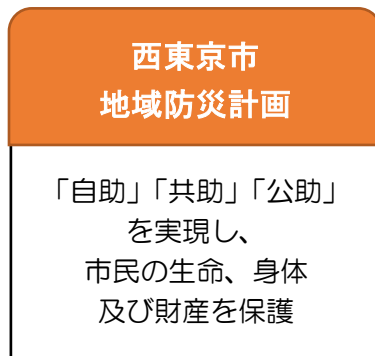 西東京市
地域防災計画
「自助」「共助」「公助」
を実現し、
市民の生命、身体
及び財産を保護